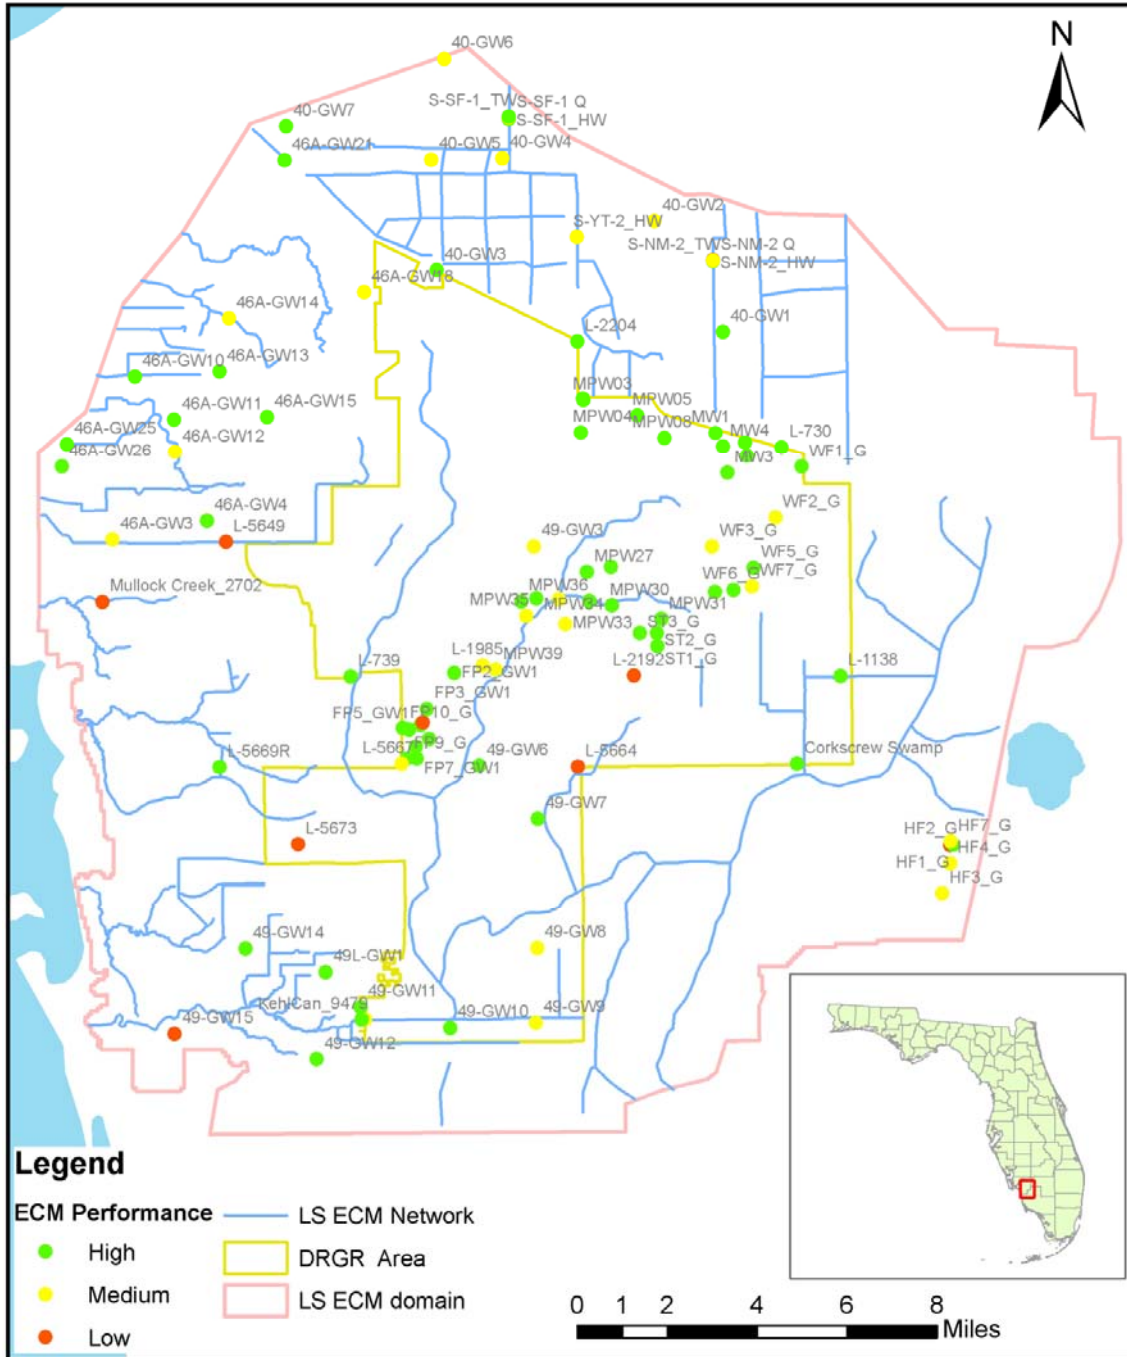 N
40-GW6
S-SF-1_TW S-SF-1 Q
S-SF-1_HW
40-GW7
46A-GW21
40-GW5
40-GW4
40-GW2
S-YT-2_HW
S-NM-2_TW S-NM-2 Q
S-NM-2_HW
40-GW3
46A-GW18
46A-GW14
40-GW1
L-2204
46A-GW10
46A-GW13
MPW03
MPW05
46A-GW11
46A-GW15
MPW04
MPW08
MW1
MW4
L-730
46A-GW25
46A-GW12
46A-GW26
MW3
WF1_G
46A-GW4
WF2_G
46A-GW3
L-5649
49-GW3
WF3_G
WF5_G
MPW27
WF6_G
WF7_G
Mullock Creek_2702
MPW36
MPW35
MPW34
MPW30
MPW31
MPW33
ST3_G
ST2_G
L-1985
MPW39
L-2192
ST1_G
L-739
FP2_GW1
L-1138
FP3_GW1
FP5_GW1
FP10_G
FP9_G
L-5667
FP7_GW1
49-GW6
L-5664
Corkscrew Swamp
L-5669R
49-GW7
L-5673
HF2_G
HF7_G
HF4_G
HF1_G
HF3_G
49-GW14
49-GW8
49L-GW1
49-GW11
KehlCan_9479
49-GW15
49-GW10
49-GW9
49-GW12
Legend
ECM Performance
High
Medium
Low
LS ECM Network
DRGR Area
LS ECM domain
0 1 2 4 6 8
Miles